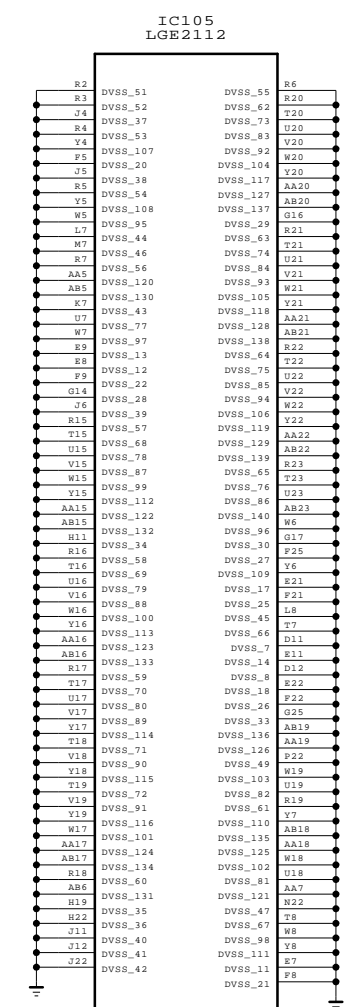 IC105
LGE2112
R2 DVSS_51 DVSS_55 R6
R3 DVSS_52 DVSS_62 R20
J4 DVSS_37 DVSS_73 T20
R4 DVSS_53 DVSS_83 U20
Y4 DVSS_107 DVSS_92 V20
F5 DVSS_20 DVSS_104 W20
J5 DVSS_38 DVSS_117 Y20
R5 DVSS_54 DVSS_127 AA20
Y5 DVSS_108 DVSS_137 AB20
W5 DVSS_95 DVSS_29 G16
L7 DVSS_44 DVSS_63 R21
M7 DVSS_46 DVSS_74 T21
R7 DVSS_56 DVSS_84 U21
AA5 DVSS_120 DVSS_93 V21
AB5 DVSS_130 DVSS_105 W21
K7 DVSS_43 DVSS_118 Y21
U7 DVSS_77 DVSS_128 AA21
W7 DVSS_97 DVSS_138 AB21
E9 DVSS_13 DVSS_64 R22
E8 DVSS_12 DVSS_75 T22
F9 DVSS_22 DVSS_85 U22
G14 DVSS_28 DVSS_94 V22
J6 DVSS_39 DVSS_106 W22
R15 DVSS_57 DVSS_119 Y22
T15 DVSS_68 DVSS_129 AA22
U15 DVSS_78 DVSS_139 AB22
V15 DVSS_87 DVSS_65 R23
W15 DVSS_99 DVSS_76 T23
Y15 DVSS_112 DVSS_86 U23
AA15 DVSS_122 DVSS_140 AB23
AB15 DVSS_132 DVSS_96 W6
H11 DVSS_34 DVSS_30 G17
R16 DVSS_58 DVSS_27 F25
T16 DVSS_69 DVSS_109 Y6
U16 DVSS_79 DVSS_17 E21
V16 DVSS_88 DVSS_25 F21
W16 DVSS_100 DVSS_45 L8
Y16 DVSS_113 DVSS_66 T7
AA16 DVSS_123 DVSS_7 D11
AB16 DVSS_133 DVSS_14 E11
R17 DVSS_59 DVSS_8 D12
T17 DVSS_70 DVSS_18 E22
U17 DVSS_80 DVSS_26 F22
V17 DVSS_89 DVSS_33 G25
Y17 DVSS_114 DVSS_136 AB19
T18 DVSS_71 DVSS_126 AA19
V18 DVSS_90 DVSS_49 P22
Y18 DVSS_115 DVSS_103 W19
T19 DVSS_72 DVSS_82 U19
V19 DVSS_91 DVSS_61 R19
Y19 DVSS_116 DVSS_110 Y7
W17 DVSS_101 DVSS_135 AB18
AA17 DVSS_124 DVSS_125 AA18
AB17 DVSS_134 DVSS_102 W18
R18 DVSS_60 DVSS_81 U18
AB6 DVSS_131 DVSS_121 AA7
H19 DVSS_35 DVSS_47 N22
H22 DVSS_36 DVSS_67 T8
J11 DVSS_40 DVSS_98 W8
J12 DVSS_41 DVSS_111 Y8
J22 DVSS_42 DVSS_11 E7
DVSS_21 F8